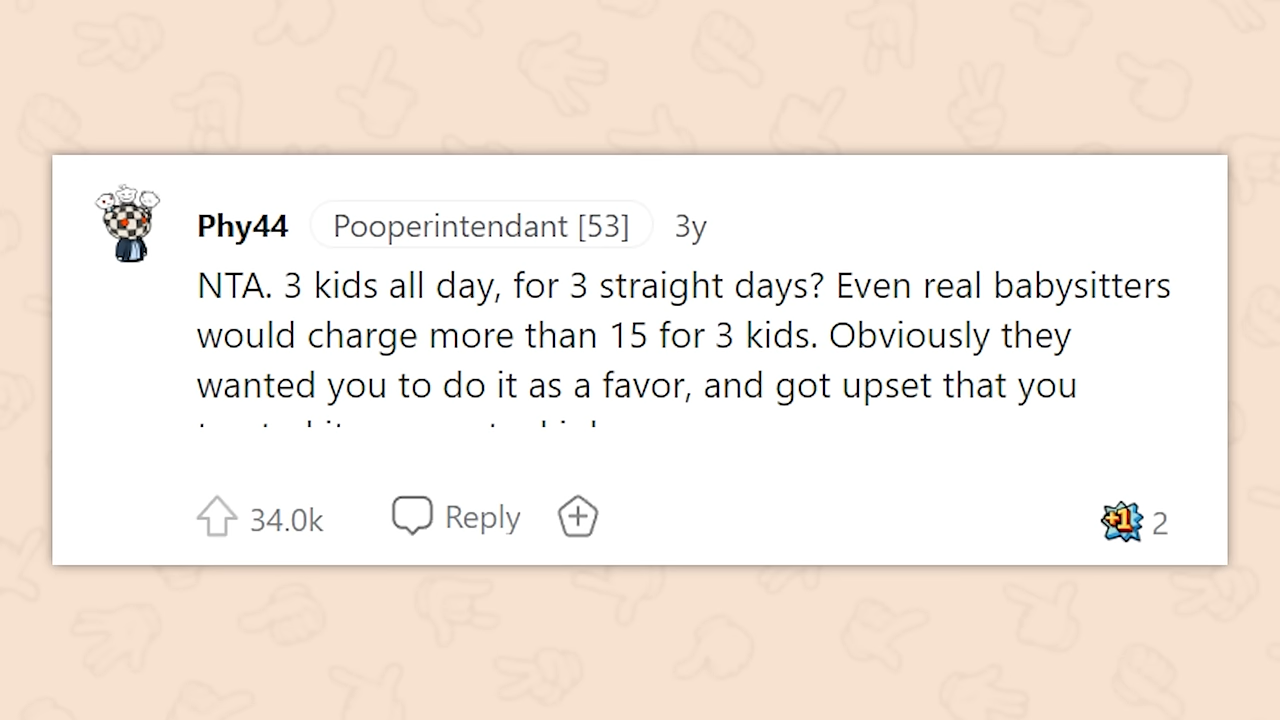 Phy44 Pooperintendant [53] 3y
NTA. 3 kids all day, for 3 straight days? Even real babysitters
would charge more than 15 for 3 kids. Obviously they
wanted you to do it as a favor, and got upset that you
34.0k Reply +1 2